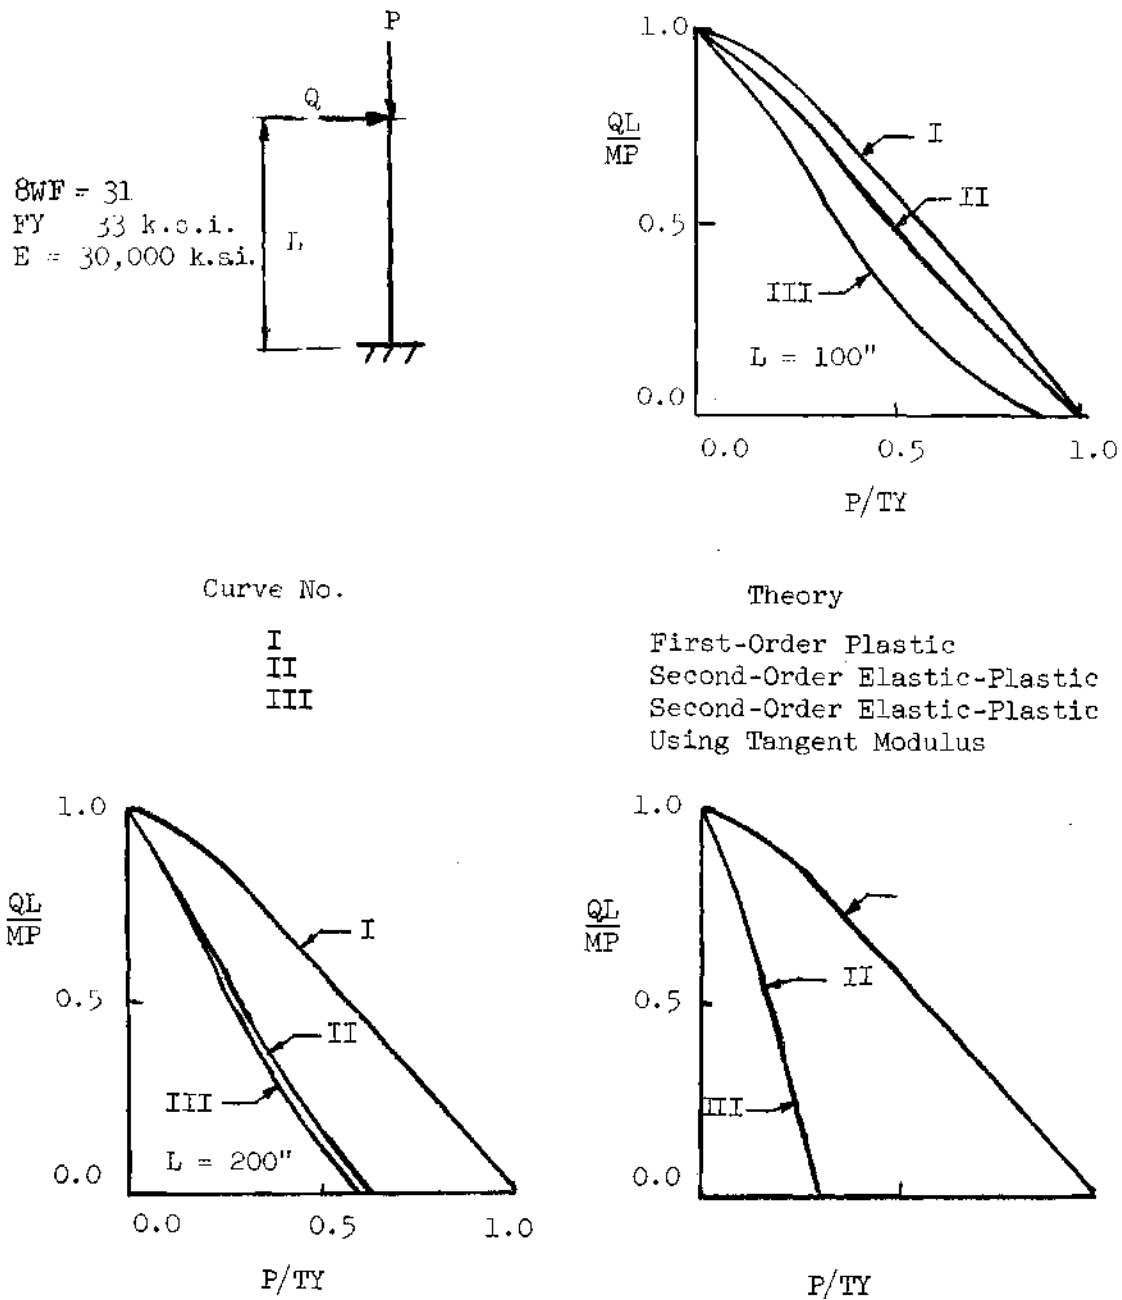 P
Q
8WF = 31
FY 33 k.s.i.
E = 30,000 k.si.
L
1.0
QL
MP
I
II
0.5
III
L = 100"
0.0
0.0 0.5 1.0
P/TY
Curve No.
I
II
III
Theory
First-Order Plastic
Second-Order Elastic-Plastic
Second-Order Elastic-Plastic
Using Tangent Modulus
1.0
QL
MP
I
0.5
II
III
L = 200"
0.0
0.0 0.5 1.0
P/TY
1.0
QL
MP
II
0.5
III
0.0
P/TY